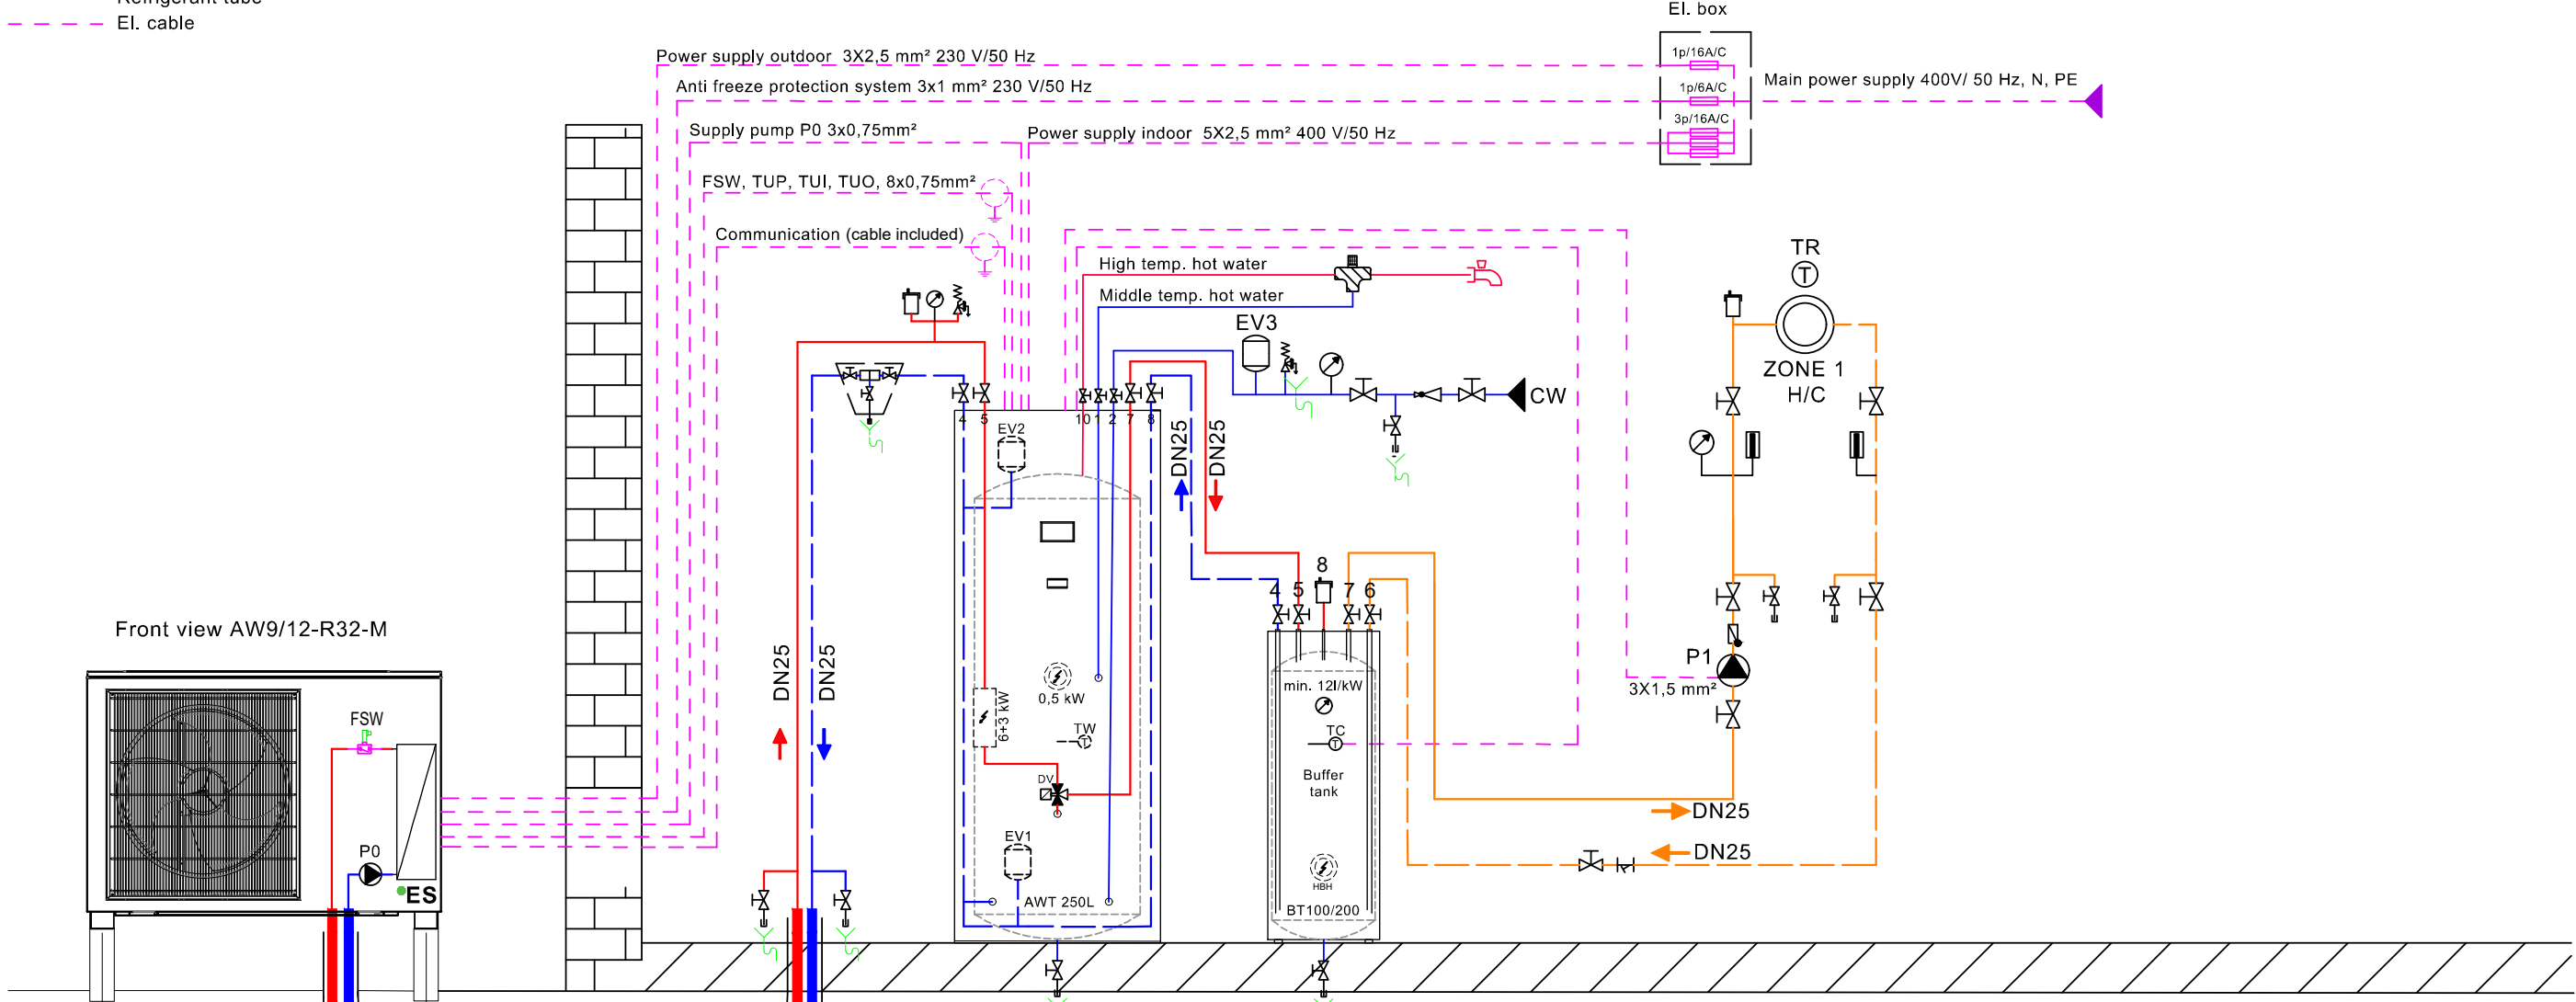 Refrigerant tube
El. cable
El. box
Power supply outdoor 3X2,5 mm² 230 V/50 Hz
1p/16A/C
Anti freeze protection system 3x1 mm² 230 V/50 Hz
1p/6A/C
Main power supply 400V/ 50 Hz, N, PE
Supply pump P0 3x0,75mm²
Power supply indoor 5X2,5 mm² 400 V/50 Hz
3p/16A/C
FSW, TUP, TUI, TUO, 8x0,75mm²
Communication (cable included)
High temp. hot water
Middle temp. hot water
TR
T
ZONE 1
H/C
EV3
CW
4
5
10
1
2
7
8
EV2
DN25
DN25
8
4
5
7
6
Front view AW9/12-R32-M
DN25
DN25
FSW
P0
ES
0,5 kW
6+3 kW
TW
T
DV
EV1
AWT 250L
min. 12l/kW
TC
T
Buffer
tank
HBH
BT100/200
P1
3X1,5 mm²
DN25
DN25